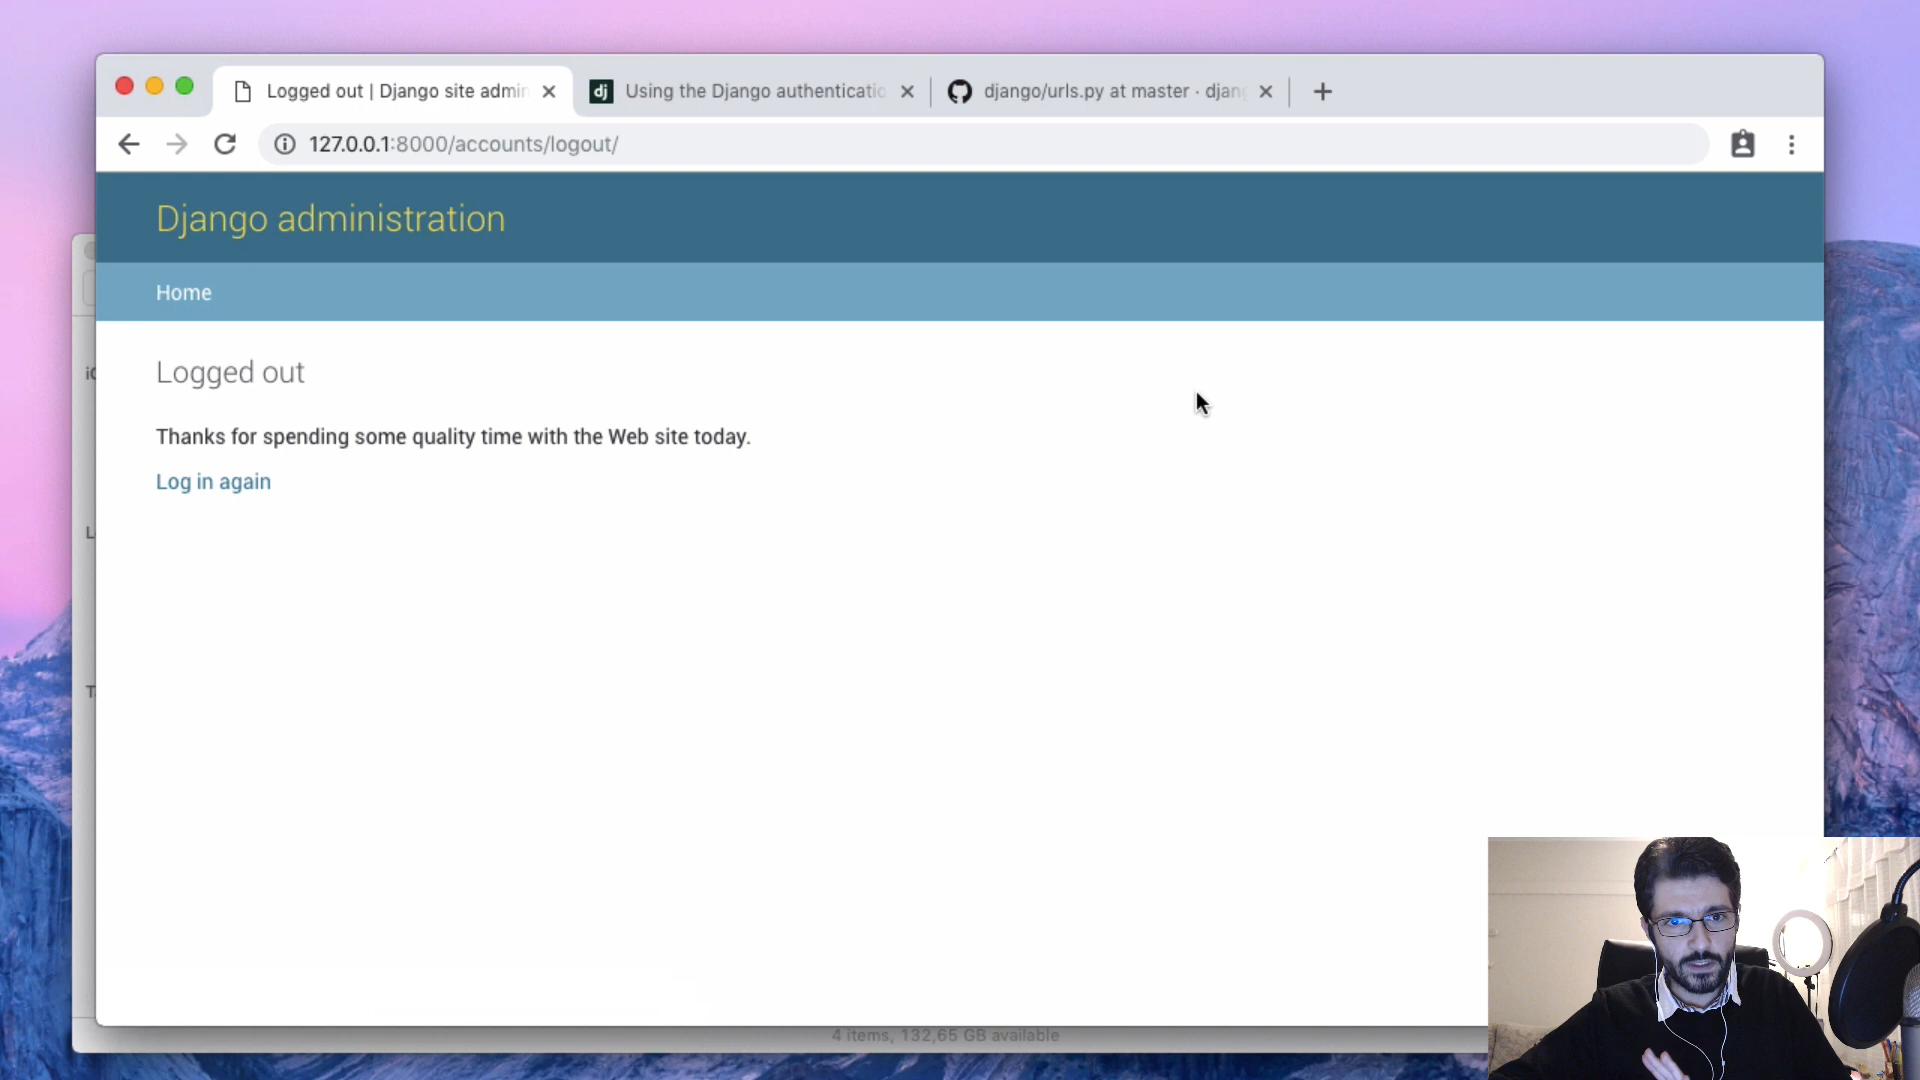 Logged out | Django site admin
Using the Django authenticatio
django/urls.py at master · djang
127.0.0.1:8000/accounts/logout/
Django administration
Home
Logged out
Thanks for spending some quality time with the Web site today.
Log in again
4 items, 132,65 GB available